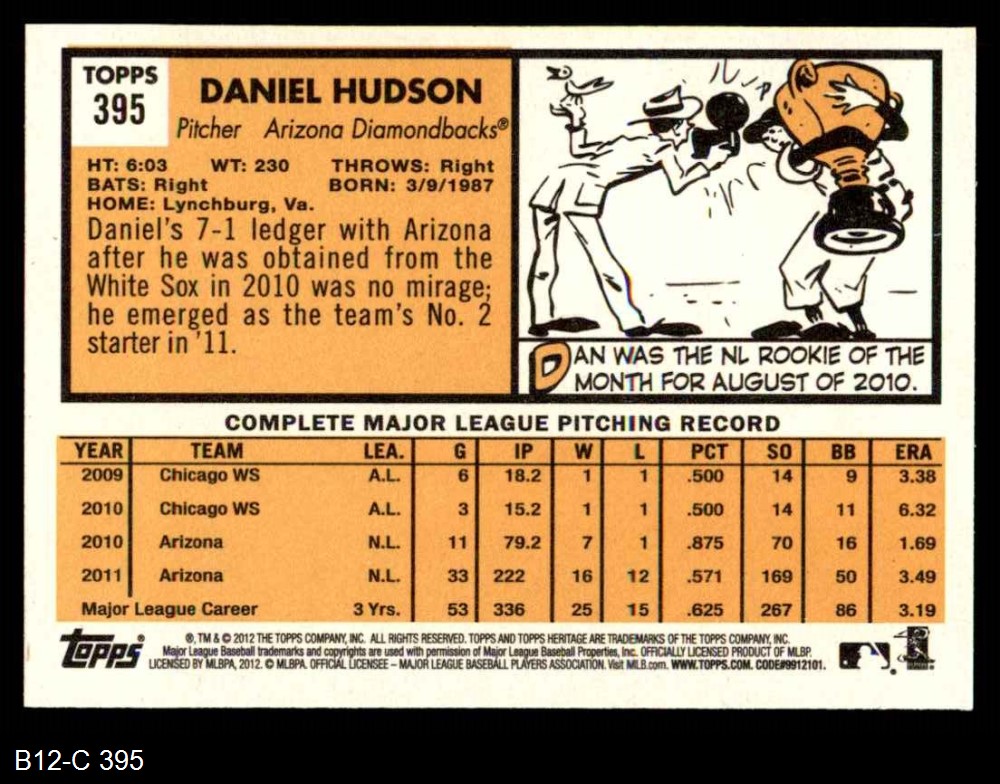 TOPPS
395
DANIEL HUDSON
Pitcher Arizona Diamondbacks®
HT: 6:03 WT: 230 THROWS: Right
BATS: Right BORN: 3/9/1987
HOME: Lynchburg, Va.
Daniel's 7-1 ledger with Arizona
after he was obtained from the
White Sox in 2010 was no mirage;
he emerged as the team's No. 2
starter in '11.
DAN WAS THE NL ROOKIE OF THE
MONTH FOR AUGUST OF 2010.
COMPLETE MAJOR LEAGUE PITCHING RECORD
YEAR TEAM LEA. G IP W L PCT SO BB ERA
2009 Chicago WS A.L. 6 18.2 1 1 .500 14 9 3.38
2010 Chicago WS A.L. 3 15.2 1 1 .500 14 11 6.32
2010 Arizona N.L. 11 79.2 7 1 .875 70 16 1.69
2011 Arizona N.L. 33 222 16 12 .571 169 50 3.49
Major League Career 3 Yrs. 53 336 25 15 .625 267 86 3.19
topps®
®, TM & © 2012 THE TOPPS COMPANY, INC. ALL RIGHTS RESERVED. TOPPS AND TOPPS HERITAGE ARE TRADEMARKS OF THE TOPPS COMPANY, INC.
Major League Baseball trademarks and copyrights are used with permission of Major League Baseball Properties, Inc. OFFICIALLY LICENSED PRODUCT OF MLBP.
LICENSED BY MLBPA, 2012. © MLBPA. OFFICIAL LICENSEE – MAJOR LEAGUE BASEBALL PLAYERS ASSOCIATION. Visit MLB.com. WWW.TOPPS.COM. CODE#9912101.
B12-C 395